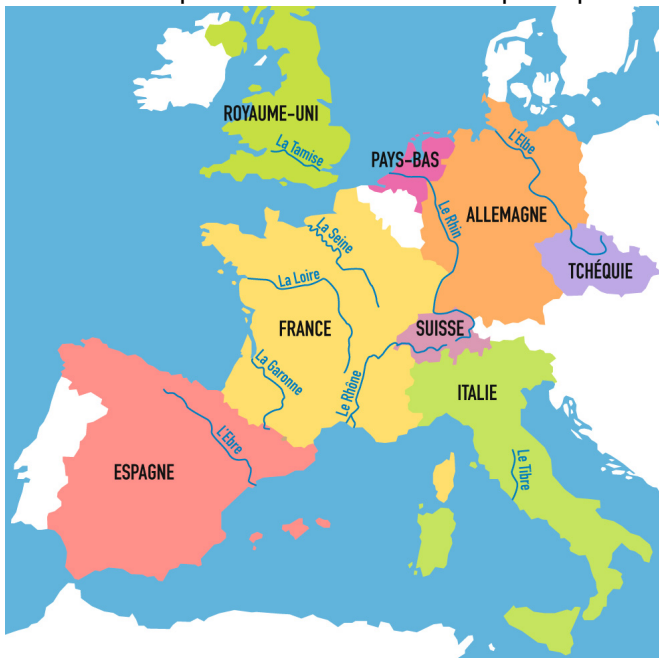 ROYAUME-UNI
La Tamise
PAYS-BAS
L'Elbe
ALLEMAGNE
Le Rhin
La Seine
TCHÉQUIE
La Loire
FRANCE
SUISSE
La Garonne
Le Rhône
ITALIE
L'Ebre
ESPAGNE
Le Tibre